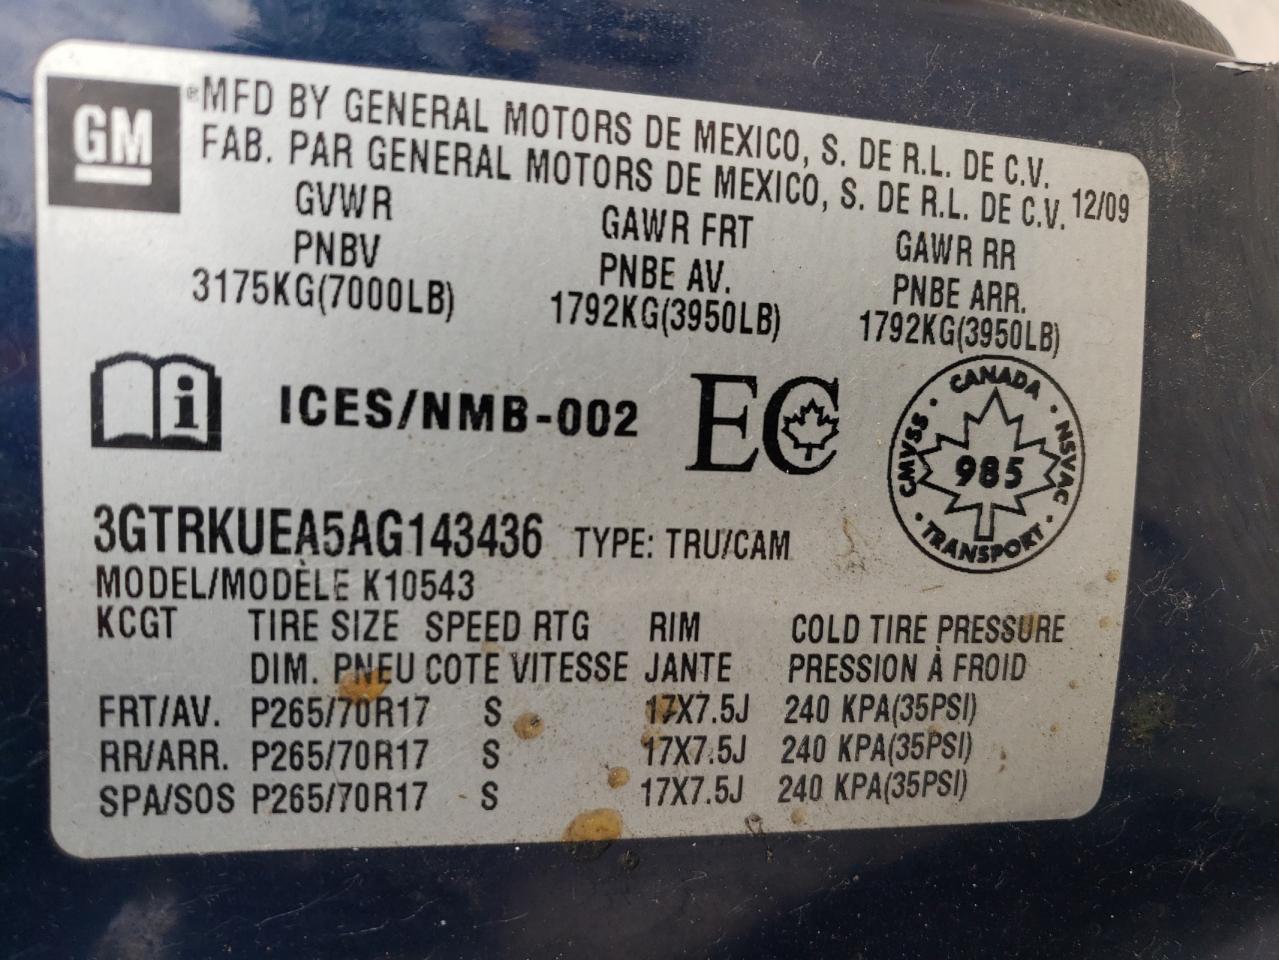 GM
®MFD BY GENERAL MOTORS DE MEXICO, S. DE R.L. DE C.V.
FAB. PAR GENERAL MOTORS DE MEXICO, S. DE R.L. DE C.V. 12/09
GVWR GAWR FRT GAWR RR
PNBV PNBE AV. PNBE ARR.
3175KG(7000LB) 1792KG(3950LB) 1792KG(3950LB)
i ICES/NMB-002 EC
CANADA
CMVSS · 985 · NSVAC
· TRANSPORT ·
3GTRKUEA5AG143436 TYPE: TRU/CAM
MODEL/MODÈLE K10543
KCGT TIRE SIZE SPEED RTG RIM COLD TIRE PRESSURE
DIM. PNEU COTE VITESSE JANTE PRESSION À FROID
FRT/AV. P265/70R17 S 17X7.5J 240 KPA(35PSI)
RR/ARR. P265/70R17 S 17X7.5J 240 KPA(35PSI)
SPA/SOS P265/70R17 S 17X7.5J 240 KPA(35PSI)